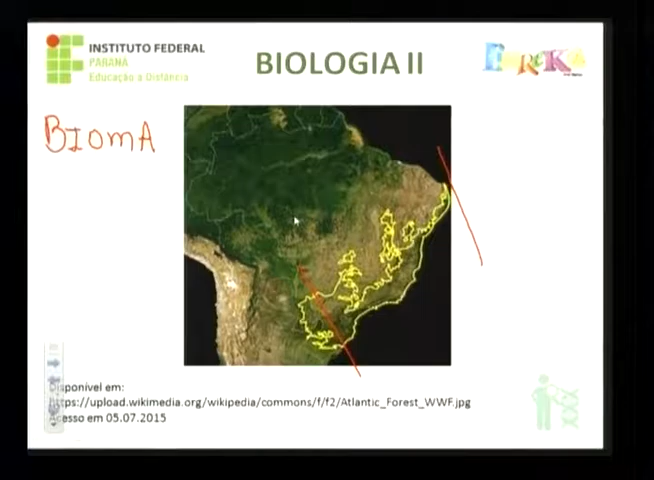 INSTITUTO FEDERAL
PARANÁ
Educação a Distância
BIOLOGIA II
EUREKA
BIOMA
Disponível em:
https://upload.wikimedia.org/wikipedia/commons/f/f2/Atlantic_Forest_WWF.jpg
Acesso em 05.07.2015